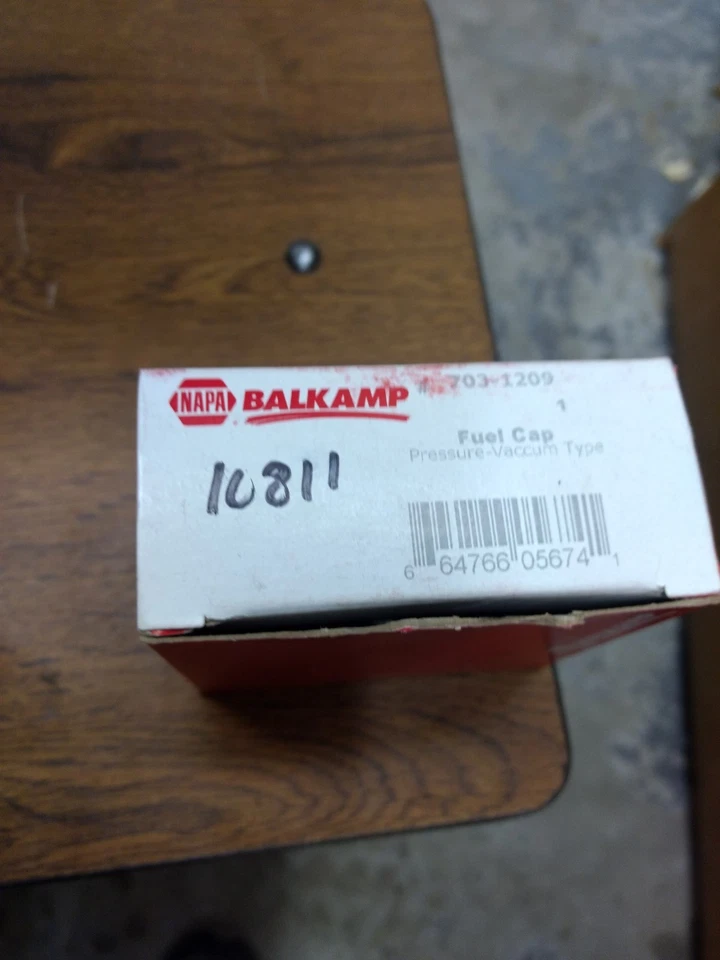 NAPA BALKAMP
# 703-1209
1
Fuel Cap
Pressure-Vaccum Type
10811
6 64766 05674 1